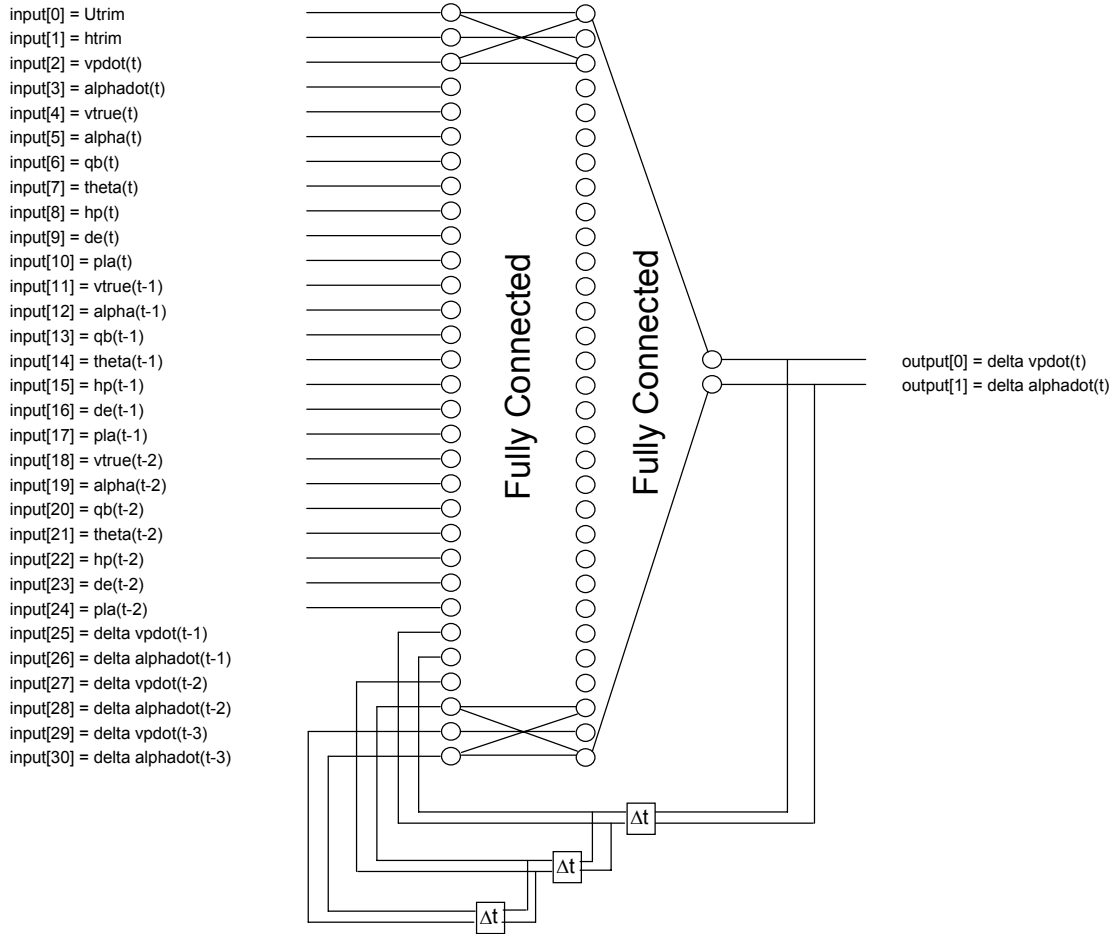 input[0] = Utrim
input[1] = htrim
input[2] = vpdot(t)
input[3] = alphadot(t)
input[4] = vtrue(t)
input[5] = alpha(t)
input[6] = qb(t)
input[7] = theta(t)
input[8] = hp(t)
input[9] = de(t)
input[10] = pla(t)
input[11] = vtrue(t-1)
input[12] = alpha(t-1)
input[13] = qb(t-1)
input[14] = theta(t-1)
input[15] = hp(t-1)
input[16] = de(t-1)
input[17] = pla(t-1)
input[18] = vtrue(t-2)
input[19] = alpha(t-2)
input[20] = qb(t-2)
input[21] = theta(t-2)
input[22] = hp(t-2)
input[23] = de(t-2)
input[24] = pla(t-2)
input[25] = delta vpdot(t-1)
input[26] = delta alphadot(t-1)
input[27] = delta vpdot(t-2)
input[28] = delta alphadot(t-2)
input[29] = delta vpdot(t-3)
input[30] = delta alphadot(t-3)
Fully Connected
Fully Connected
output[0] = delta vpdot(t)
output[1] = delta alphadot(t)
Δt
Δt
Δt